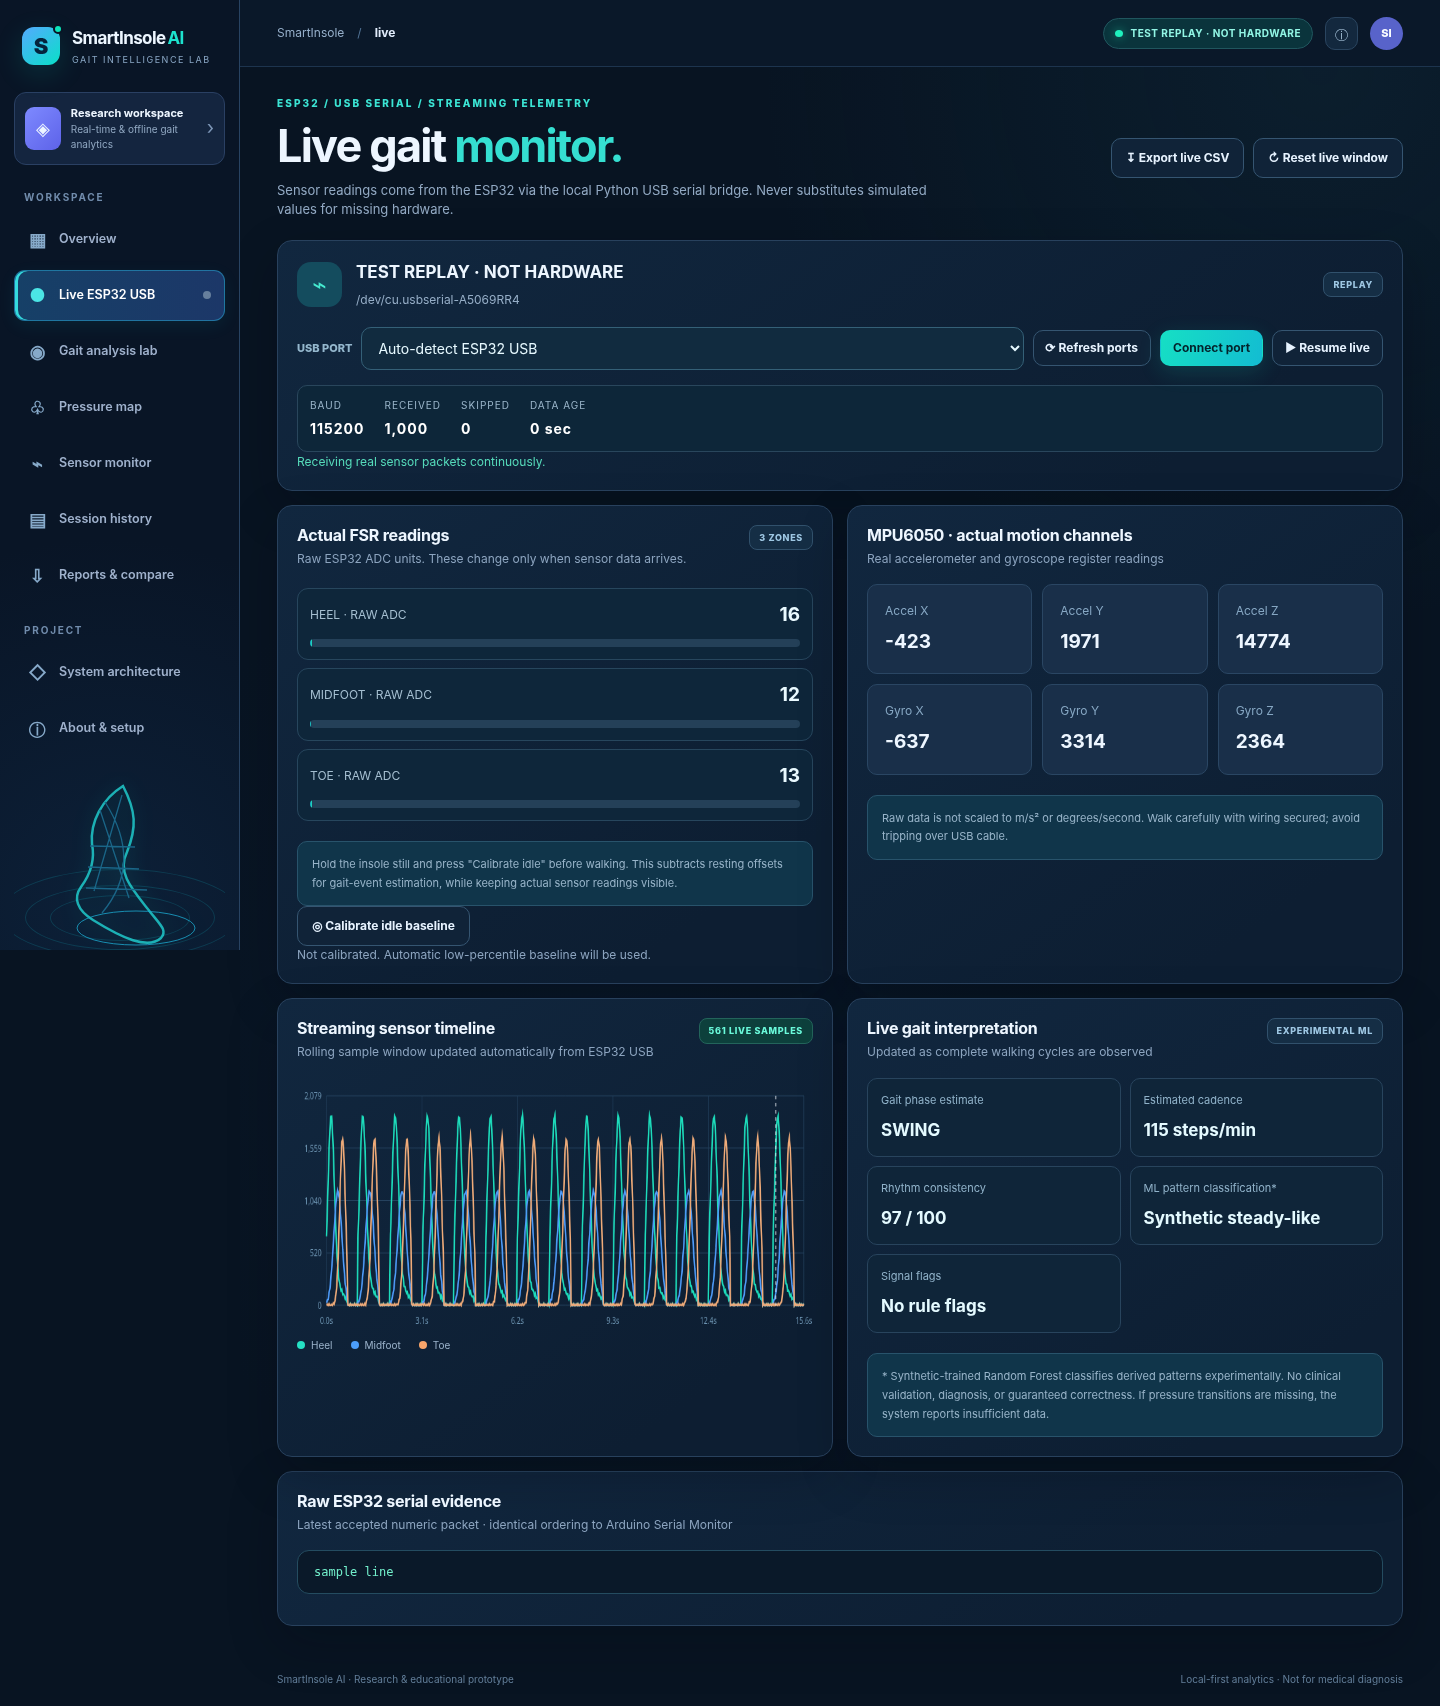 S
SmartInsole AI
GAIT INTELLIGENCE LAB
Research workspace
Real-time & offline gait
analytics
WORKSPACE
Overview
Live ESP32 USB
Gait analysis lab
Pressure map
Sensor monitor
Session history
Reports & compare
PROJECT
System architecture
About & setup
SmartInsole / live
TEST REPLAY · NOT HARDWARE
SI
ESP32 / USB SERIAL / STREAMING TELEMETRY
Live gait monitor.
Sensor readings come from the ESP32 via the local Python USB serial bridge. Never substitutes simulated
values for missing hardware.
↧ Export live CSV
↻ Reset live window
TEST REPLAY · NOT HARDWARE
/dev/cu.usbserial-A5069RR4
REPLAY
USB PORT
Auto-detect ESP32 USB
⟳ Refresh ports
Connect port
▶ Resume live
BAUD RECEIVED SKIPPED DATA AGE
115200 1,000 0 0 sec
Receiving real sensor packets continuously.
Actual FSR readings
3 ZONES
Raw ESP32 ADC units. These change only when sensor data arrives.
HEEL · RAW ADC 16
MIDFOOT · RAW ADC 12
TOE · RAW ADC 13
Hold the insole still and press "Calibrate idle" before walking. This subtracts resting offsets
for gait-event estimation, while keeping actual sensor readings visible.
◎ Calibrate idle baseline
Not calibrated. Automatic low-percentile baseline will be used.
MPU6050 · actual motion channels
Real accelerometer and gyroscope register readings
Accel X Accel Y Accel Z
-423 1971 14774
Gyro X Gyro Y Gyro Z
-637 3314 2364
Raw data is not scaled to m/s² or degrees/second. Walk carefully with wiring secured; avoid
tripping over USB cable.
Streaming sensor timeline
561 LIVE SAMPLES
Rolling sample window updated automatically from ESP32 USB
2,079
1,559
1,040
520
0
0.0s 3.1s 6.2s 9.3s 12.4s 15.6s
Heel Midfoot Toe
Live gait interpretation
EXPERIMENTAL ML
Updated as complete walking cycles are observed
Gait phase estimate
SWING
Estimated cadence
115 steps/min
Rhythm consistency
97 / 100
ML pattern classification*
Synthetic steady-like
Signal flags
No rule flags
* Synthetic-trained Random Forest classifies derived patterns experimentally. No clinical
validation, diagnosis, or guaranteed correctness. If pressure transitions are missing, the
system reports insufficient data.
Raw ESP32 serial evidence
Latest accepted numeric packet · identical ordering to Arduino Serial Monitor
sample line
SmartInsole AI · Research & educational prototype
Local-first analytics · Not for medical diagnosis